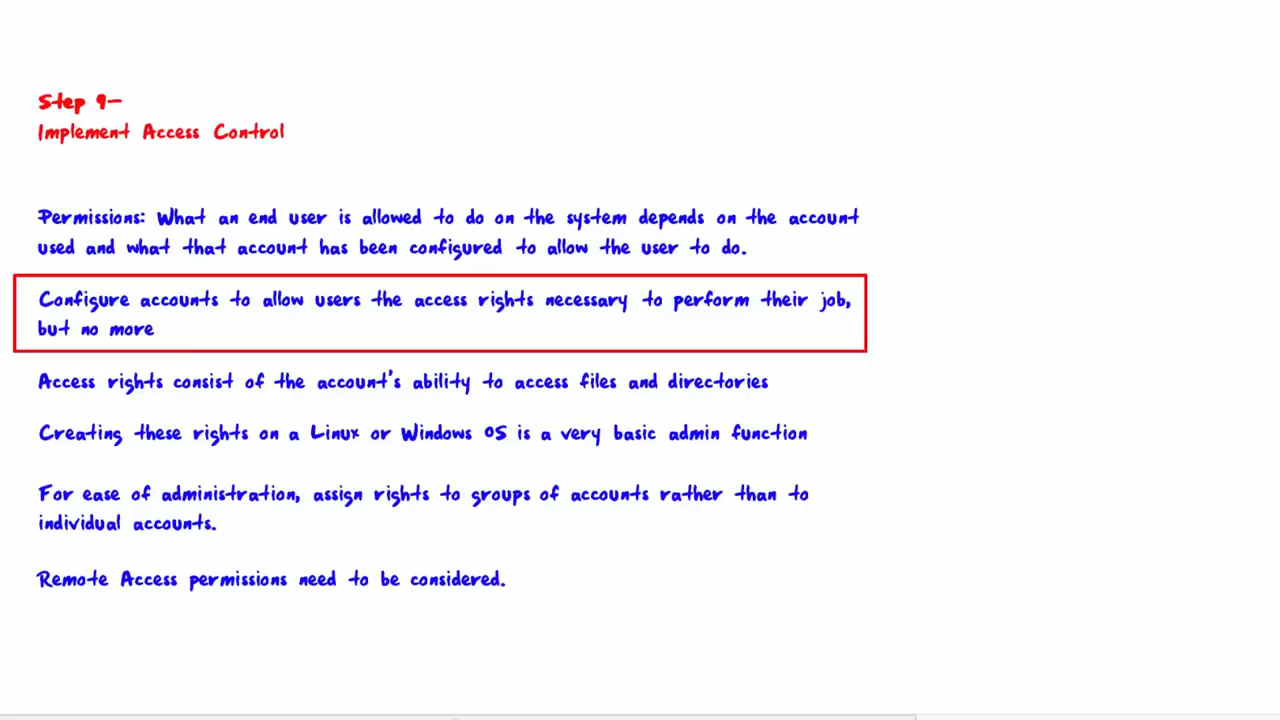 Step 9-
Implement Access Control
Permissions: What an end user is allowed to do on the system depends on the account
used and what that account has been configured to allow the user to do.
Configure accounts to allow users the access rights necessary to perform their job,
but no more
Access rights consist of the account's ability to access files and directories
Creating these rights on a Linux or Windows OS is a very basic admin function
For ease of administration, assign rights to groups of accounts rather than to
individual accounts.
Remote Access permissions need to be considered.